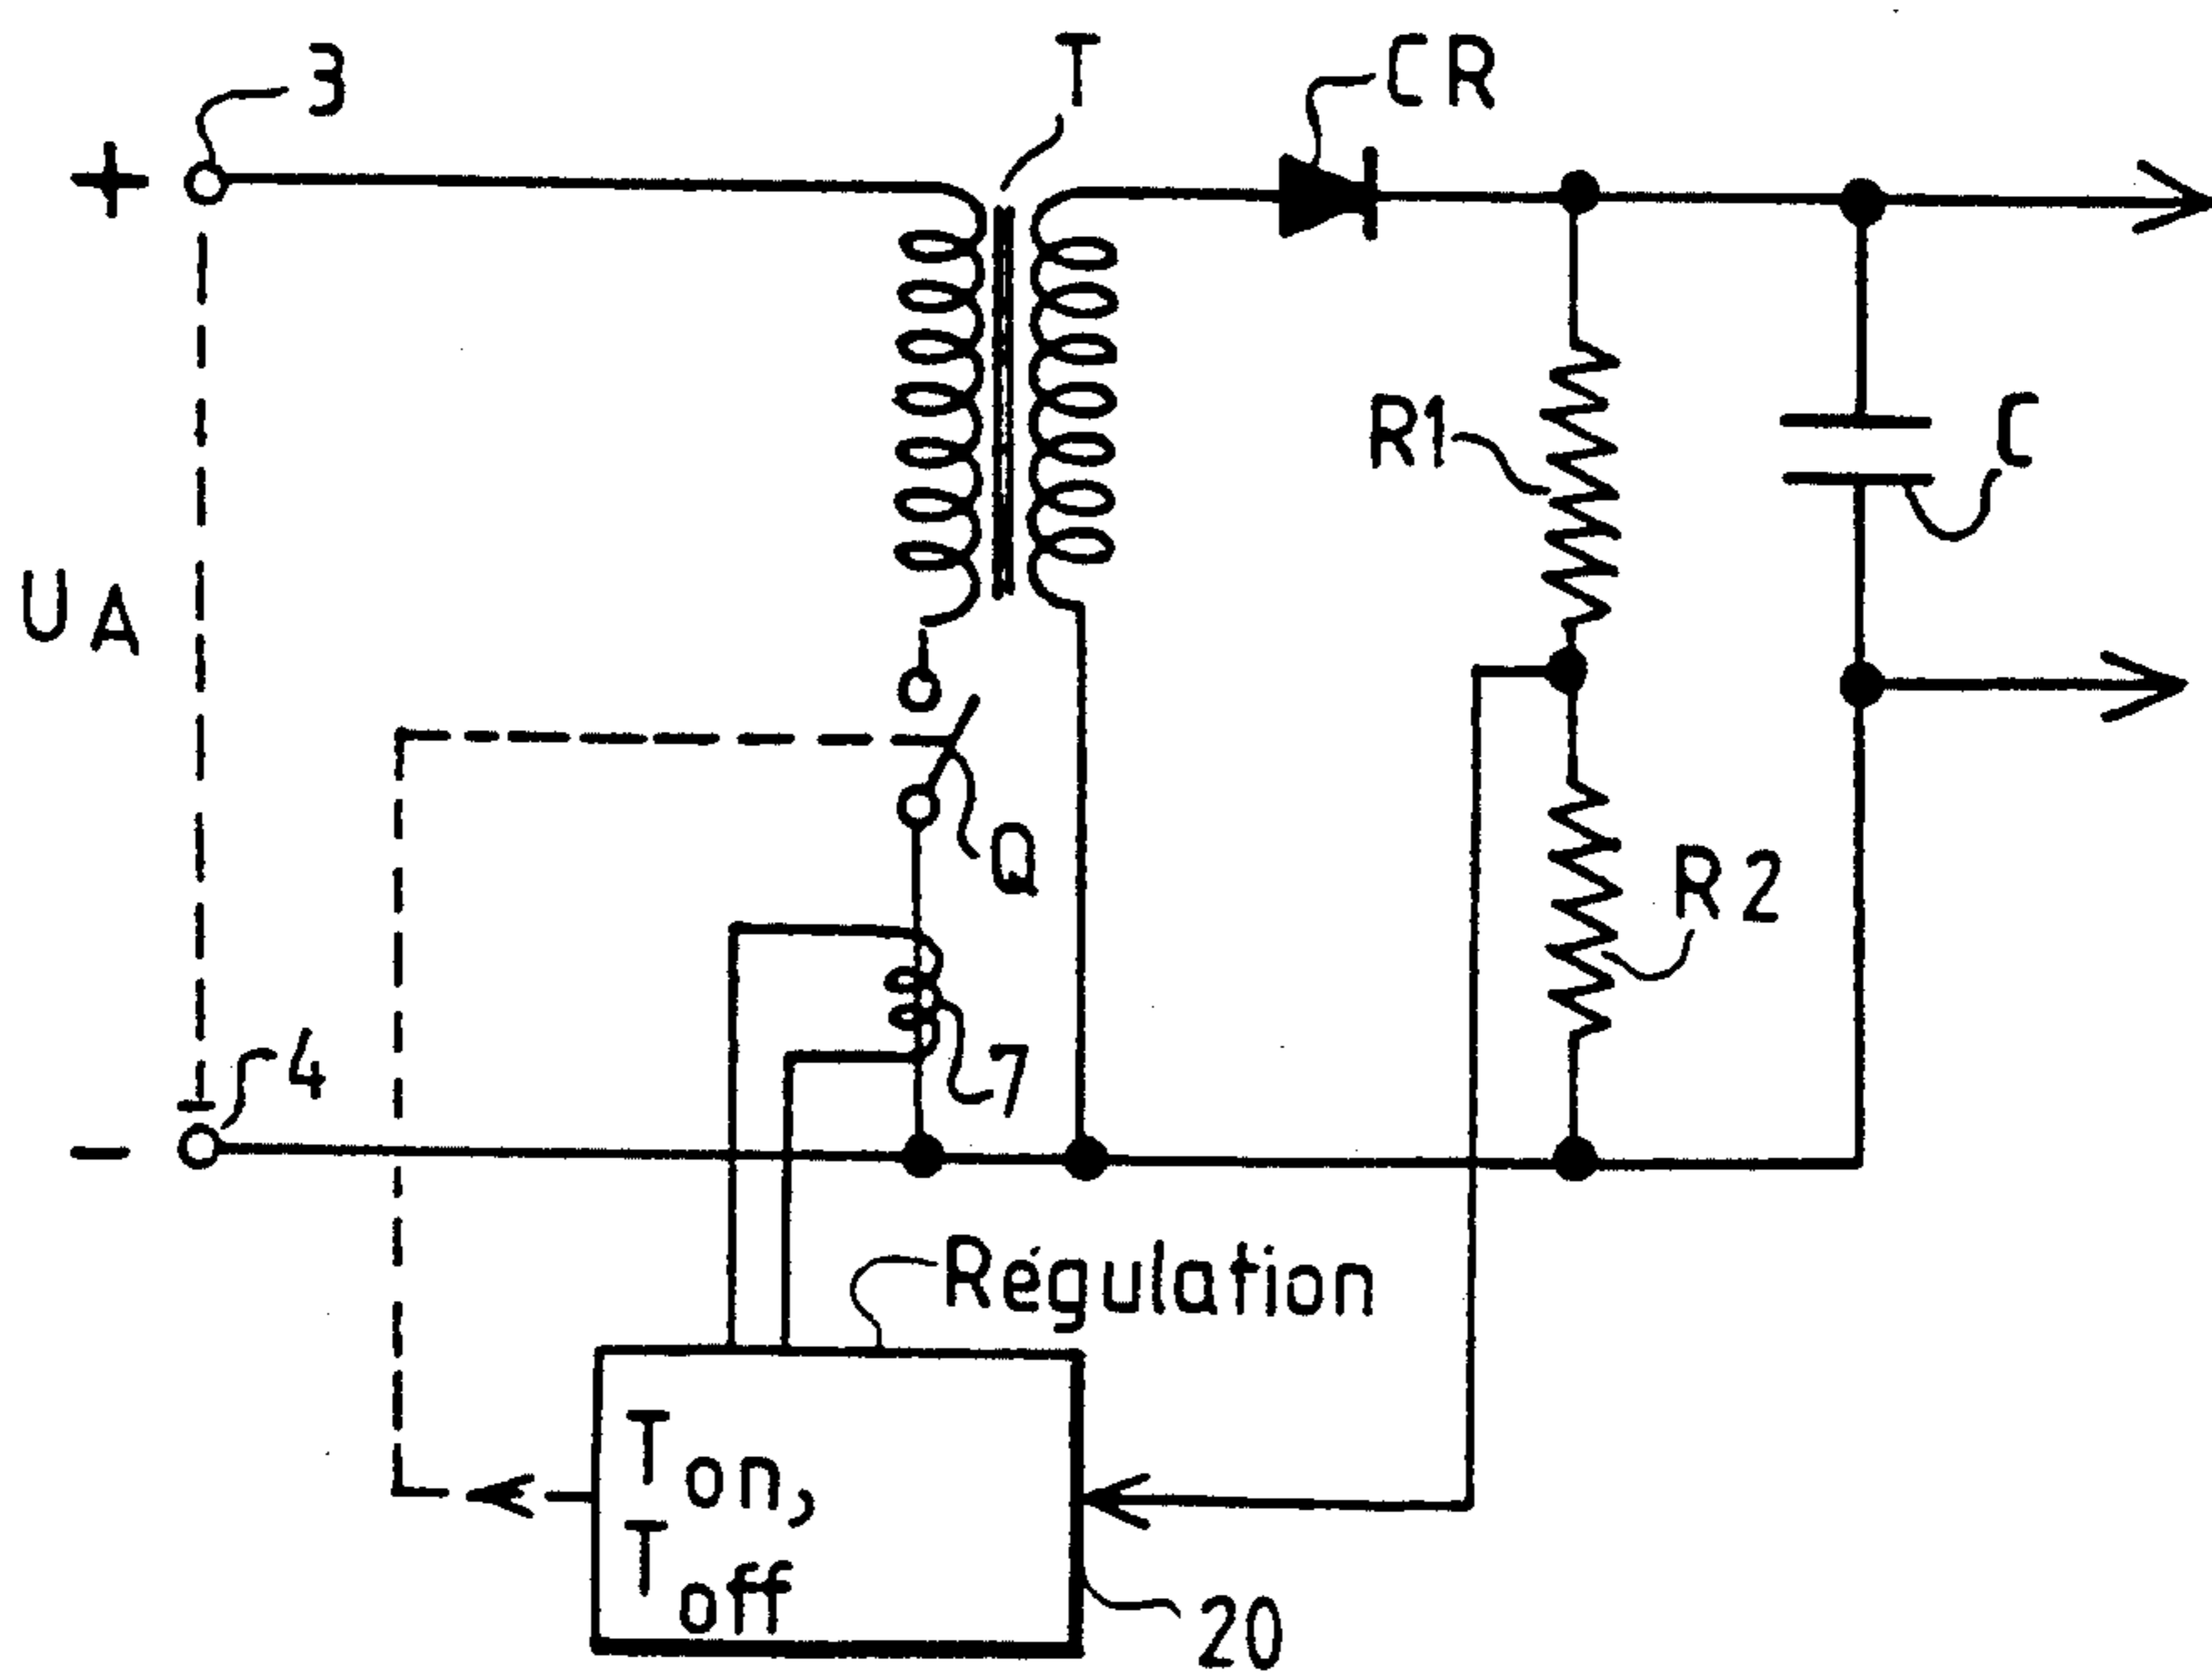 3
T
CR
+
R1
C
UA
Q
R2
7
4
-
Régulation
Ton,
Toff
20